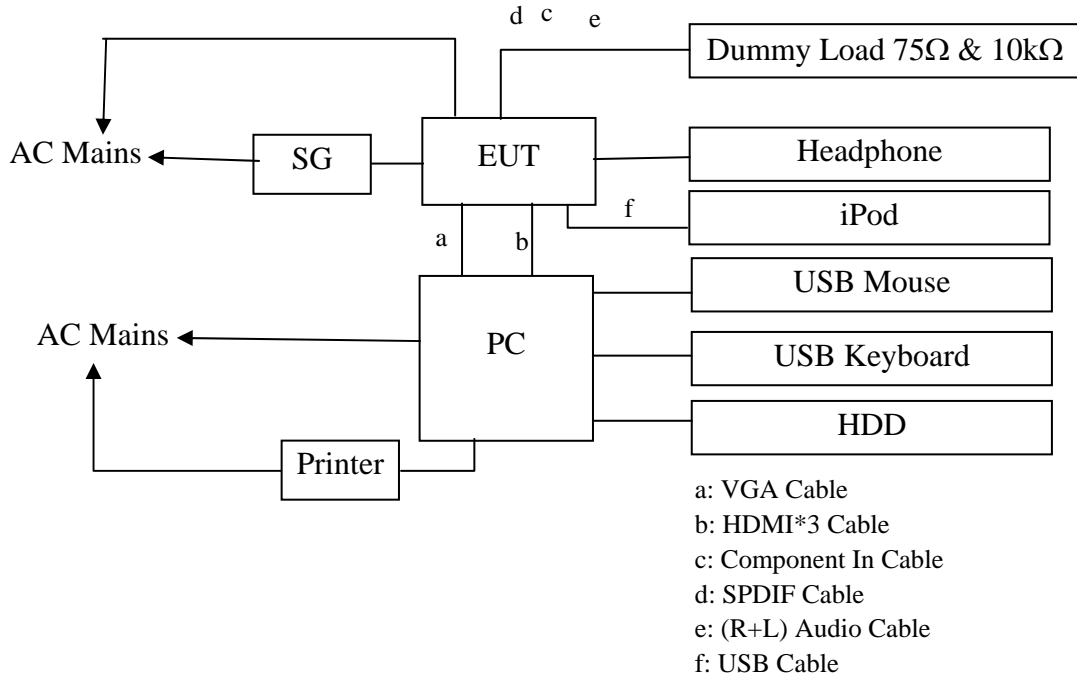 d c e
Dummy Load 75Ω & 10kΩ
AC Mains
SG
EUT
Headphone
f
iPod
a
b
USB Mouse
AC Mains
PC
USB Keyboard
HDD
Printer
a: VGA Cable
b: HDMI*3 Cable
c: Component In Cable
d: SPDIF Cable
e: (R+L) Audio Cable
f: USB Cable